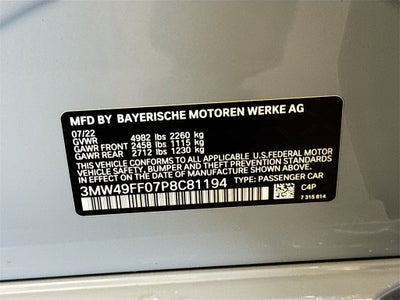 MFD BY BAYERISCHE MOTOREN WERKE AG
07/22
GVWR 4982 lbs 2260 kg
GAWR FRONT 2458 lbs 1115 kg
GAWR REAR 2712 lbs 1230 kg
THIS VEHICLE CONFORMS TO ALL APPLICABLE U.S.FEDERAL MOTOR
VEHICLE SAFETY, BUMPER AND THEFT PREVENTION STANDARDS
IN EFFECT ON THE DATE OF MANUFACTURE SHOWN ABOVE.
3MW49FF07P8C81194 TYPE: PASSENGER CAR
C4P
7 315 814